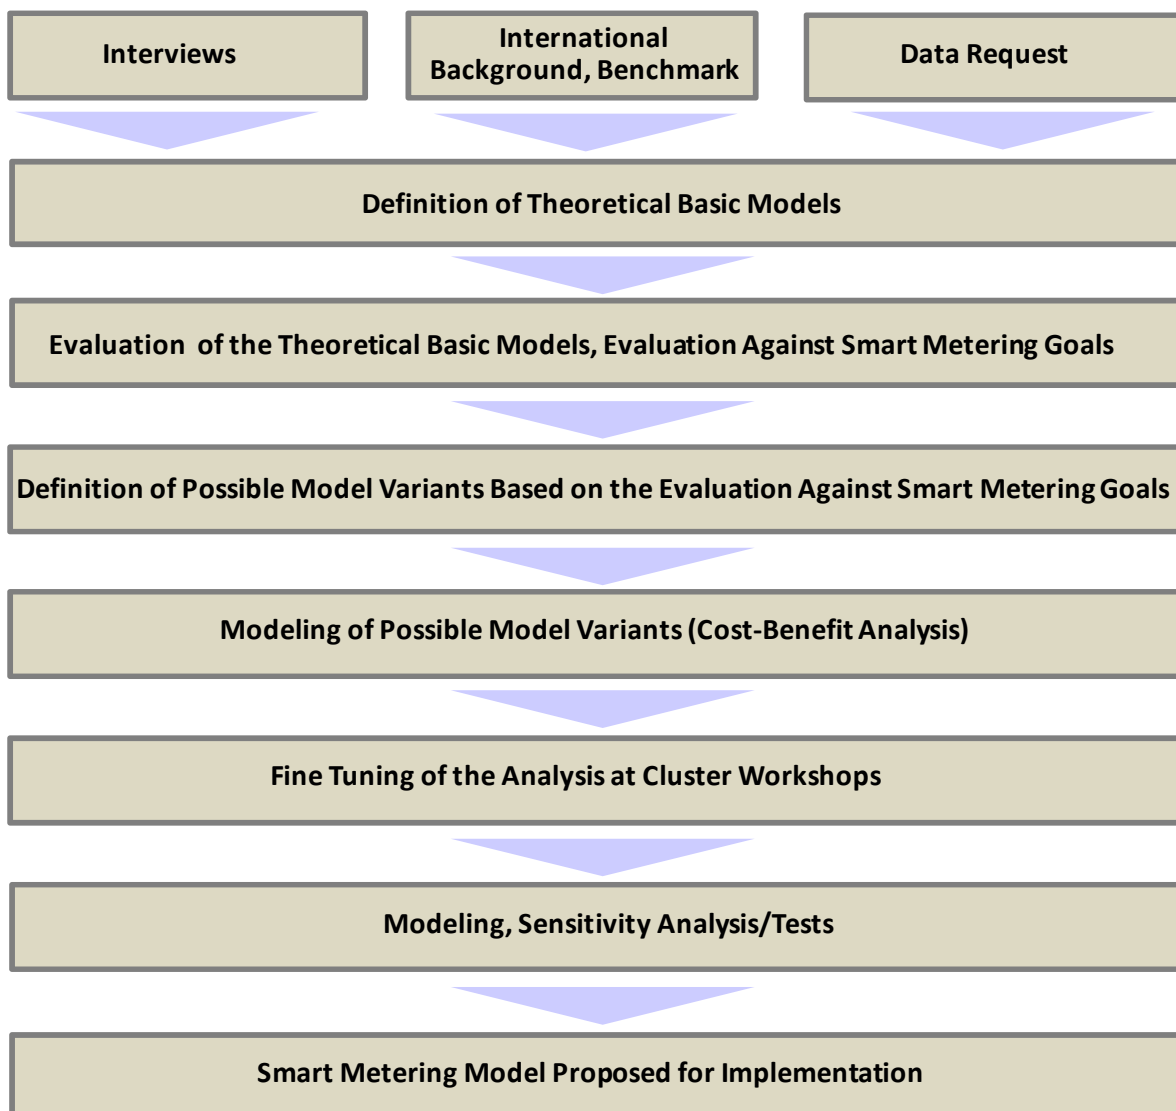 Interviews
International
Background, Benchmark
Data Request
Definition of Theoretical Basic Models
Evaluation of the Theoretical Basic Models, Evaluation Against Smart Metering Goals
Definition of Possible Model Variants Based on the Evaluation Against Smart Metering Goals
Modeling of Possible Model Variants (Cost-Benefit Analysis)
Fine Tuning of the Analysis at Cluster Workshops
Modeling, Sensitivity Analysis/Tests
Smart Metering Model Proposed for Implementation